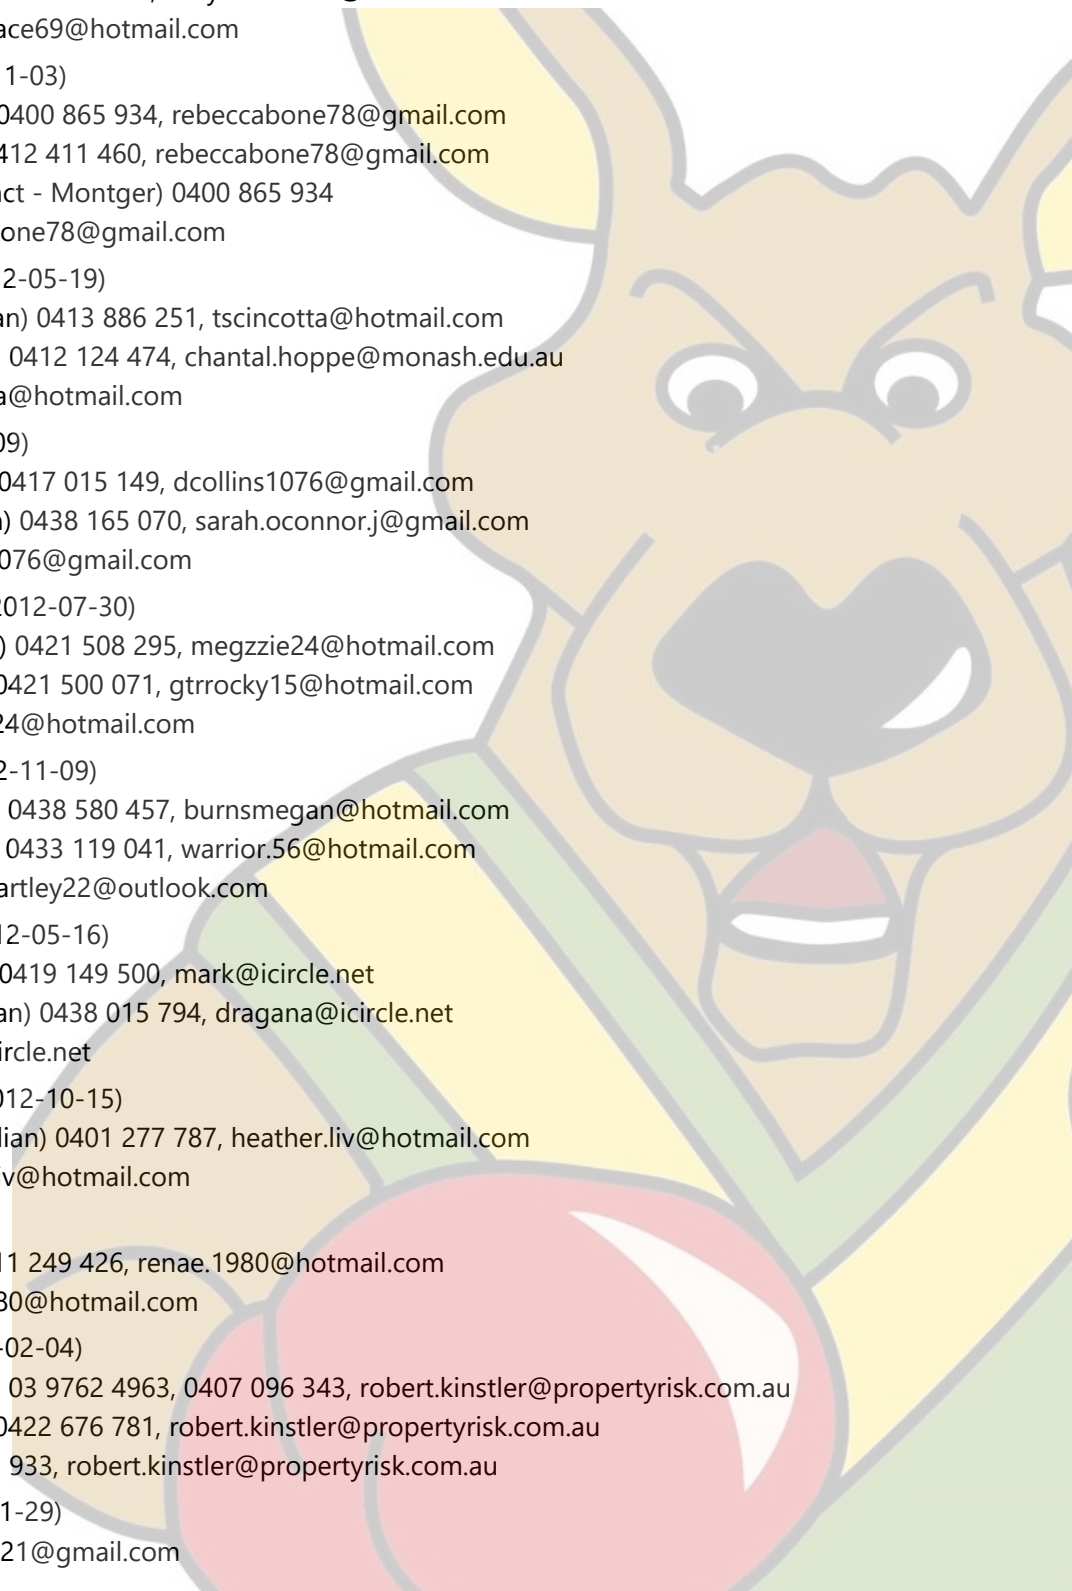 ace69@hotmail.com
1-03)
0400 865 934, rebeccabone78@gmail.com
412 411 460, rebeccabone78@gmail.com
act - Montger) 0400 865 934
one78@gmail.com
2-05-19)
an) 0413 886 251, tscincotta@hotmail.com
0412 124 474, chantal.hoppe@monash.edu.au
a@hotmail.com
09)
0417 015 149, dcollins1076@gmail.com
n) 0438 165 070, sarah.oconnor.j@gmail.com
076@gmail.com
2012-07-30)
) 0421 508 295, megzzie24@hotmail.com
0421 500 071, gtrrocky15@hotmail.com
24@hotmail.com
2-11-09)
0438 580 457, burnsmegan@hotmail.com
0433 119 041, warrior.56@hotmail.com
artley22@outlook.com
12-05-16)
0419 149 500, mark@icircle.net
an) 0438 015 794, dragana@icircle.net
ircle.net
012-10-15)
lian) 0401 277 787, heather.liv@hotmail.com
iv@hotmail.com
11 249 426, renae.1980@hotmail.com
80@hotmail.com
-02-04)
03 9762 4963, 0407 096 343, robert.kinstler@propertyrisk.com.au
0422 676 781, robert.kinstler@propertyrisk.com.au
933, robert.kinstler@propertyrisk.com.au
1-29)
21@gmail.com